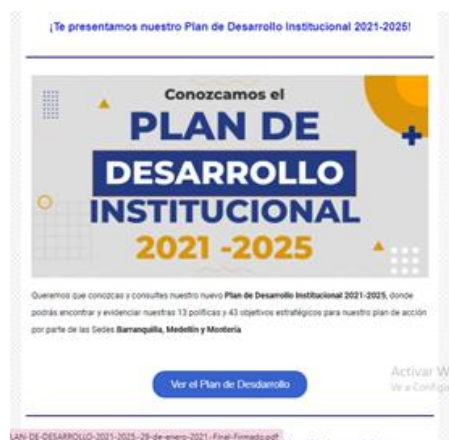 ¡Te presentamos nuestro Plan de Desarrollo Institucional 2021-2025!
Conozcamos el
PLAN DE
DESARROLLO
INSTITUCIONAL
2021 -2025
Queremos que conozcas y consultes nuestro nuevo Plan de Desarrollo Institucional 2021-2025, donde
podrás encontrar y evidenciar nuestras 13 políticas y 43 objetivos estratégicos para nuestro plan de acción
por parte de las Sedes Barranquilla, Medellín y Montería.
Ver el Plan de Desdarrollo
Activar W
Ve a Configu
LAN-DE-DESARROLLO-2021-2025.-29-de-enero-2021.-Final-Firmado.pdf